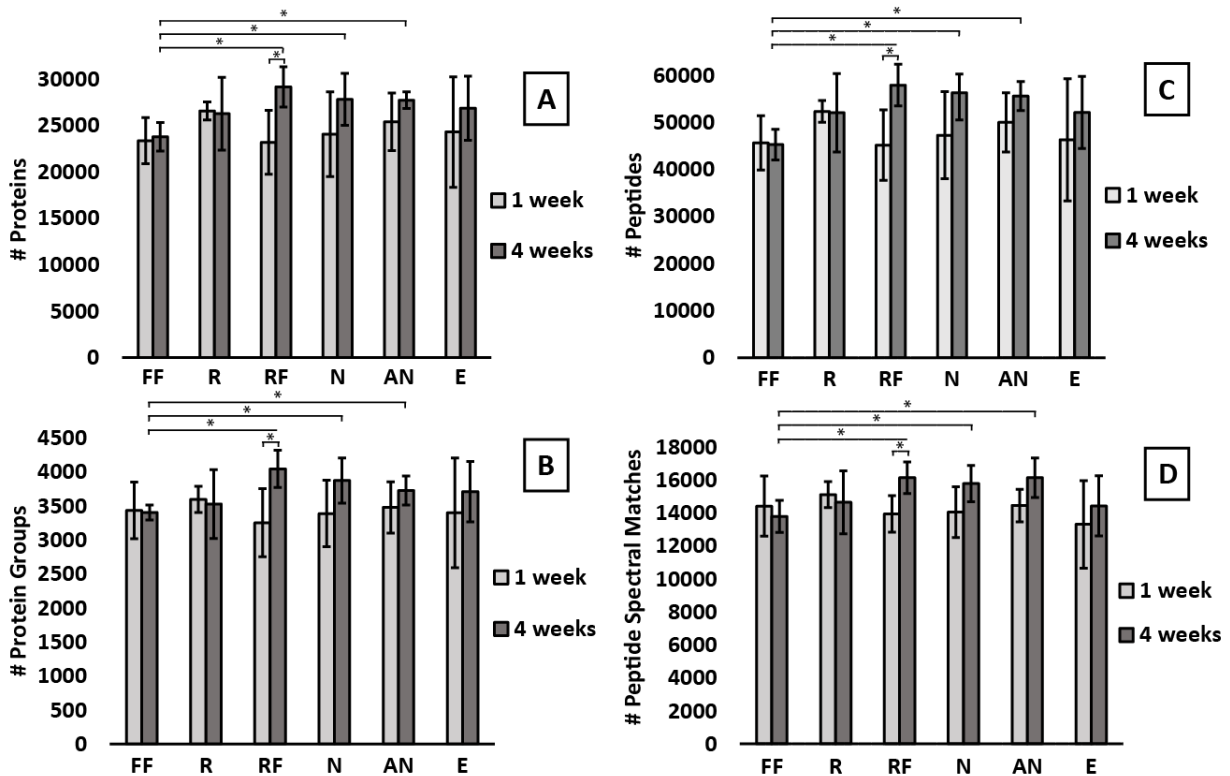 *
*
*
*
A
# Proteins
30000
25000
20000
15000
10000
5000
0
FF R RF N AN E
1 week
4 weeks
*
*
*
*
C
# Peptides
60000
50000
40000
30000
20000
10000
0
FF R RF N AN E
1 week
4 weeks
*
*
*
*
B
# Protein Groups
4500
4000
3500
3000
2500
2000
1500
1000
500
0
FF R RF N AN E
1 week
4 weeks
*
*
*
*
D
# Peptide Spectral Matches
18000
16000
14000
12000
10000
8000
6000
4000
2000
0
FF R RF N AN E
1 week
4 weeks